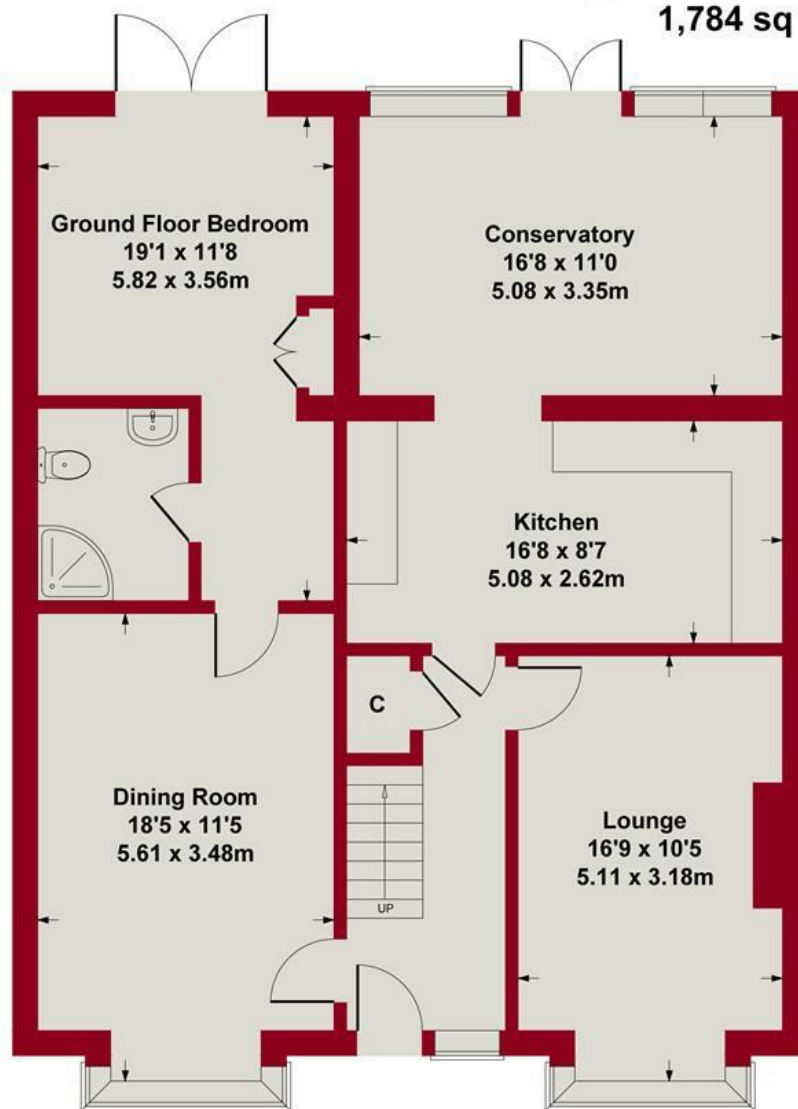 1,784 sq
Ground Floor Bedroom
19'1 x 11'8
5.82 x 3.56m
Conservatory
16'8 x 11'0
5.08 x 3.35m
Kitchen
16'8 x 8'7
5.08 x 2.62m
C
Dining Room
18'5 x 11'5
5.61 x 3.48m
Lounge
16'9 x 10'5
5.11 x 3.18m
UP